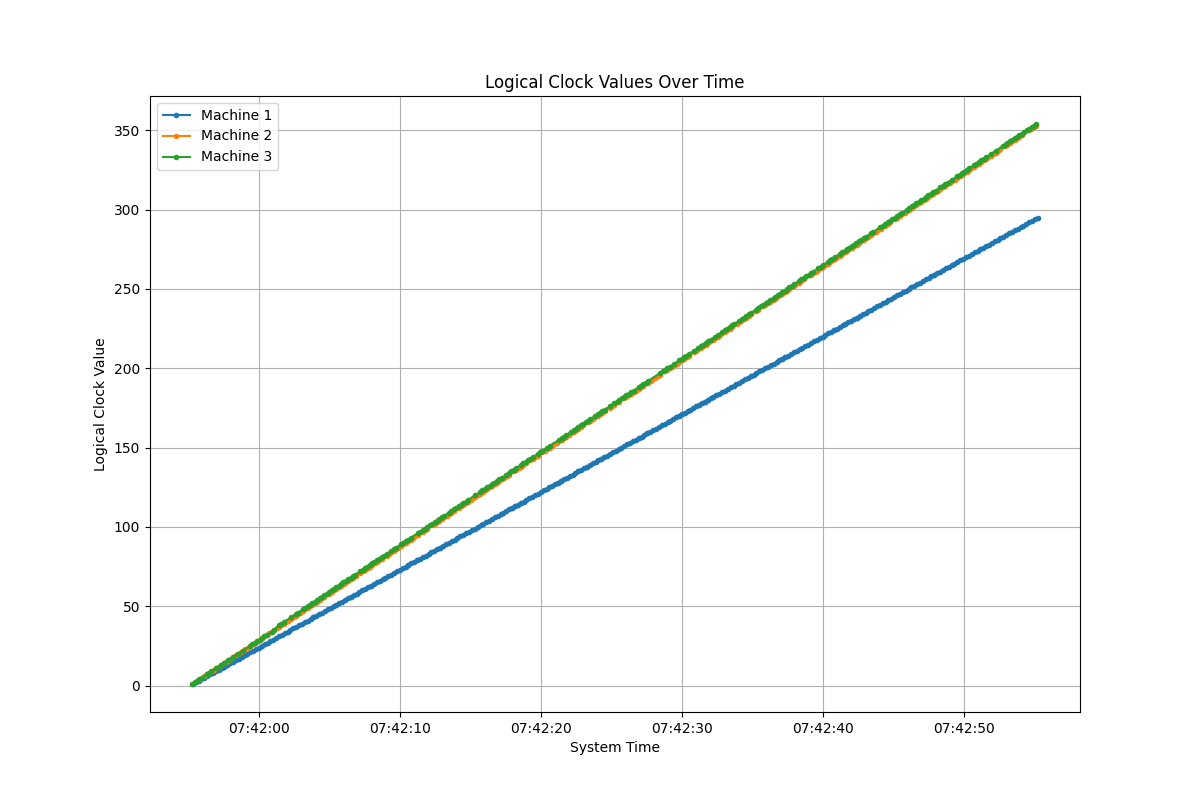 Logical Clock Values Over Time
Machine 1
Machine 2
Machine 3
350
300
250
200
150
100
50
0
Logical Clock Value
07:42:00 07:42:10 07:42:20 07:42:30 07:42:40 07:42:50
System Time